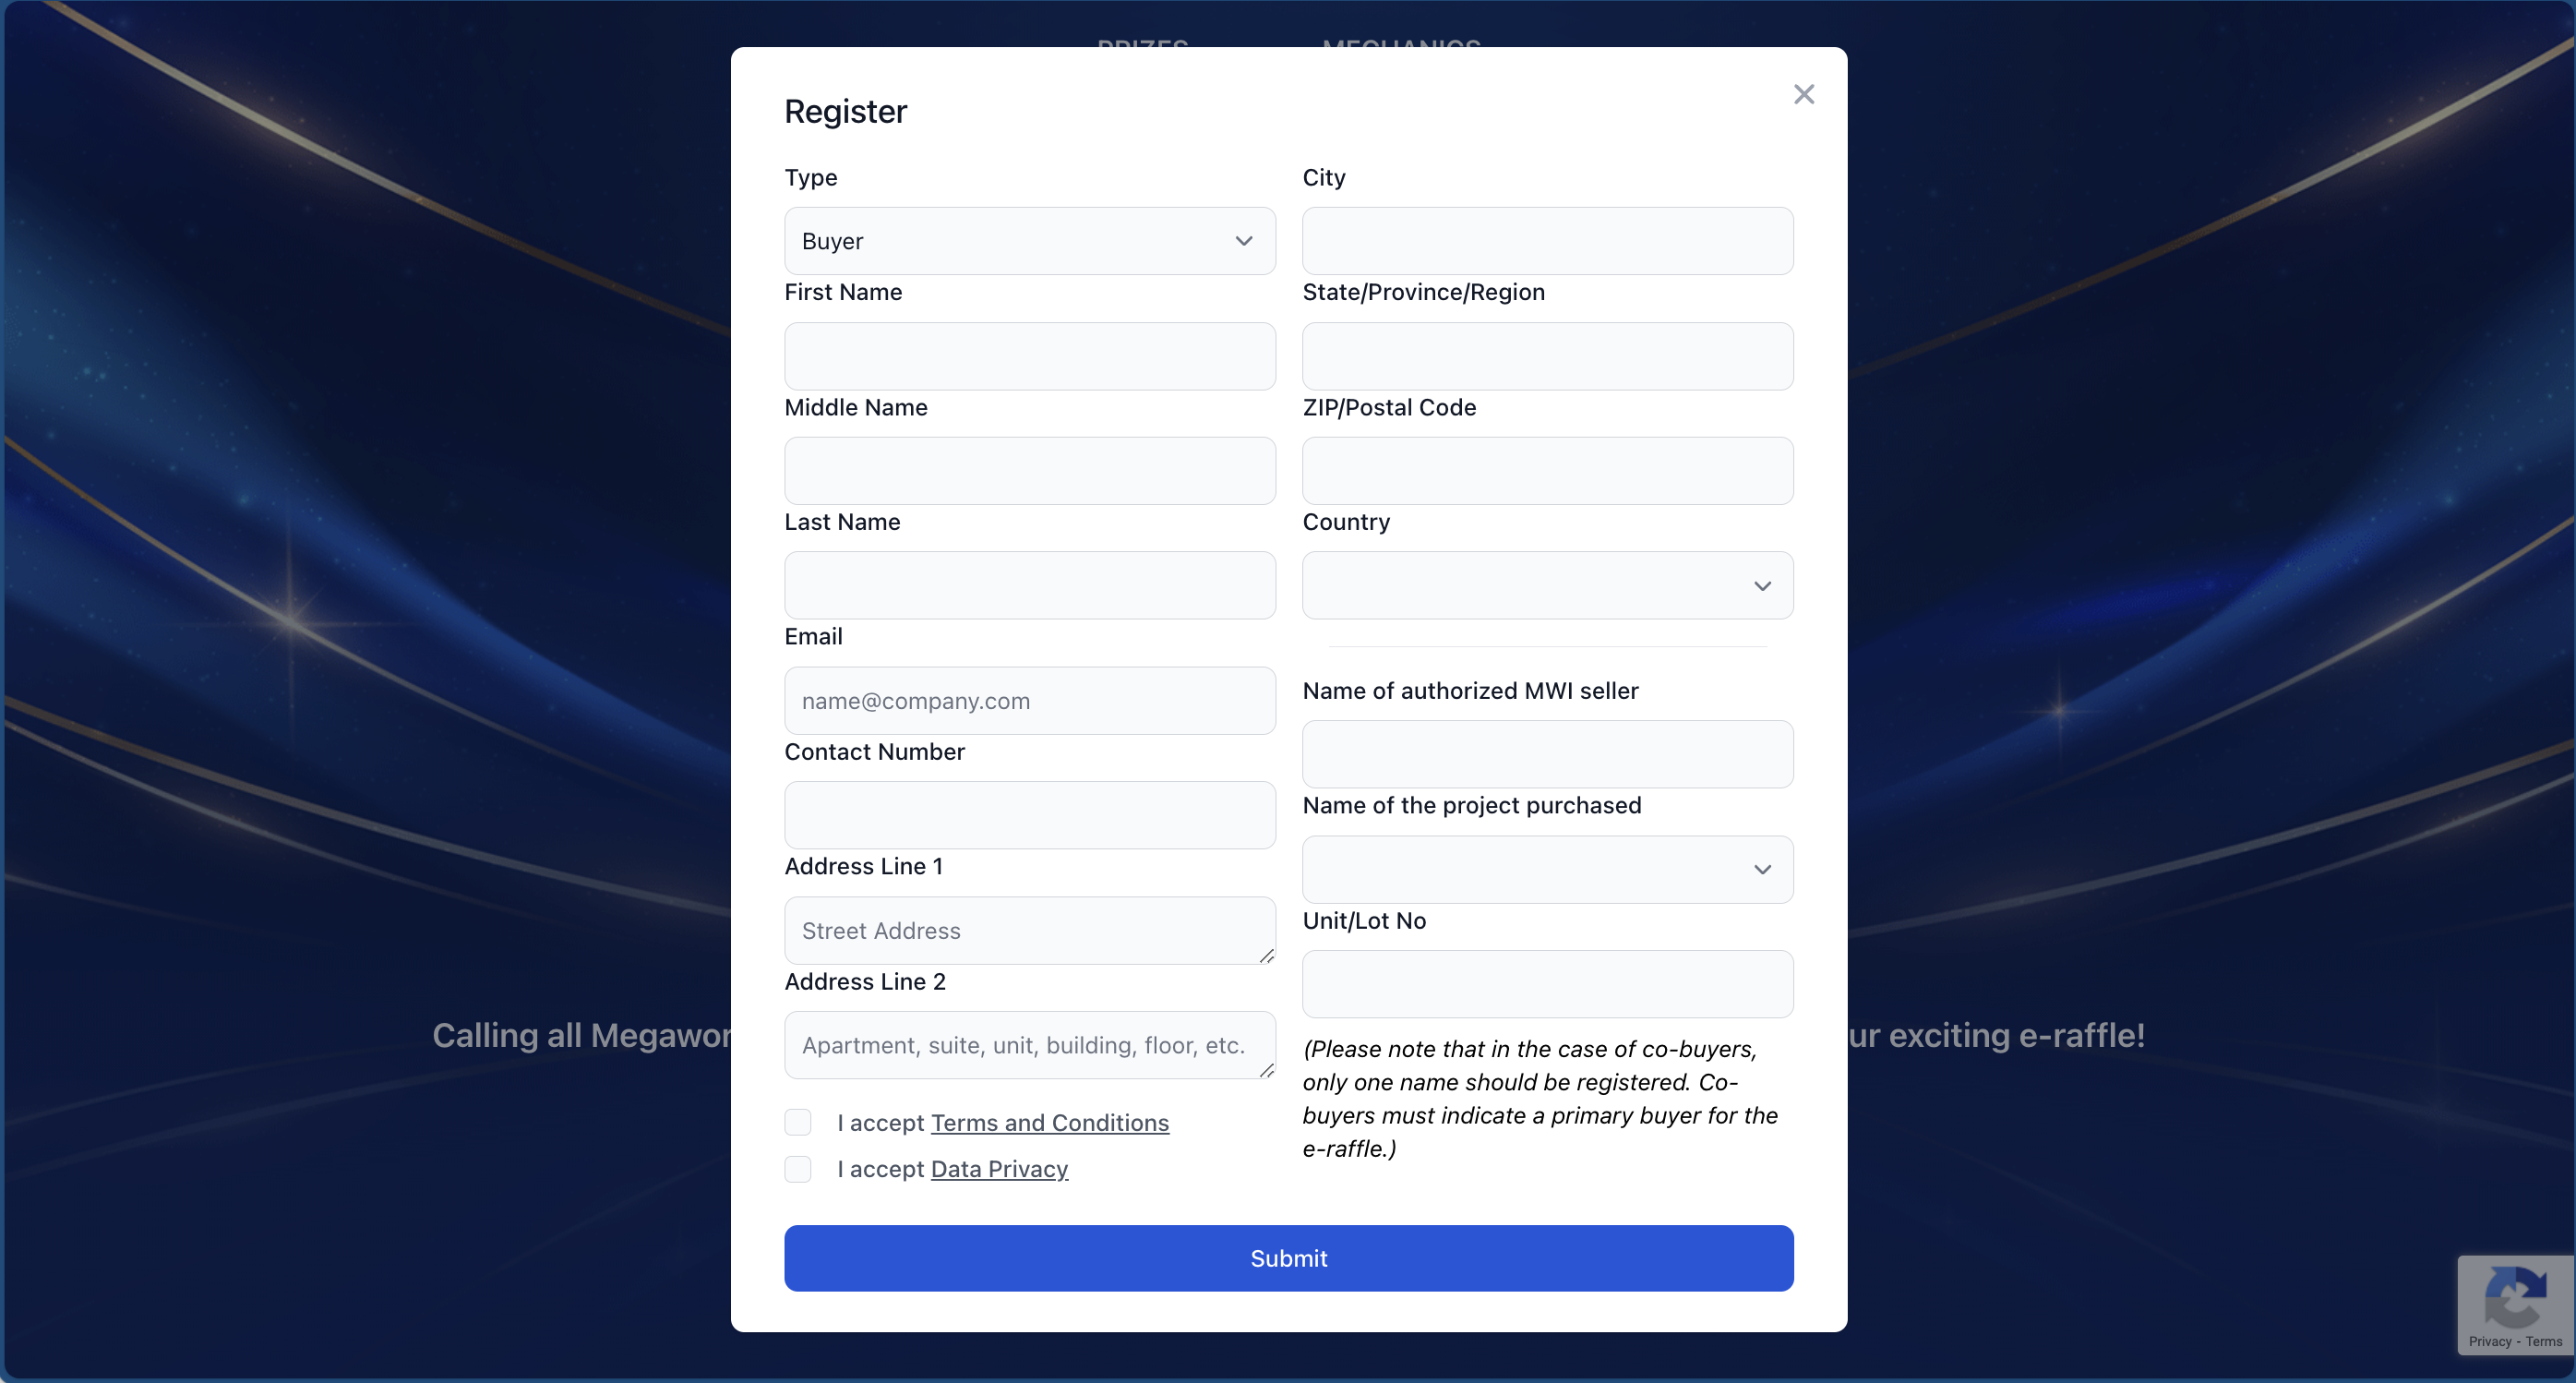 PRIZES MECHANICS
Register
Type
Buyer
First Name
Middle Name
Last Name
Email
name@company.com
Contact Number
Address Line 1
Street Address
Address Line 2
Apartment, suite, unit, building, floor, etc.
I accept Terms and Conditions
I accept Data Privacy
City
State/Province/Region
ZIP/Postal Code
Country
Name of authorized MWI seller
Name of the project purchased
Unit/Lot No
(Please note that in the case of co-buyers,
only one name should be registered. Co-
buyers must indicate a primary buyer for the
e-raffle.)
Submit
Calling all
exciting e-raffle!
Privacy - Terms